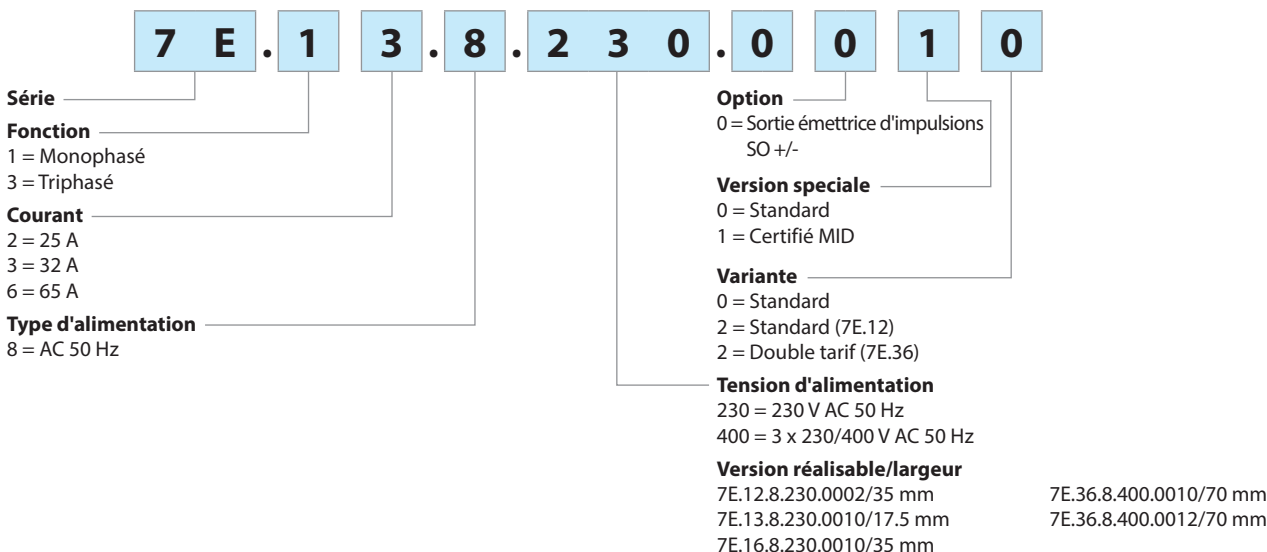 7 E . 1 3 . 8 . 2 3 0 . 0 0 1 0
Série
Fonction
1 = Monophasé
3 = Triphasé
Courant
2 = 25 A
3 = 32 A
6 = 65 A
Type d'alimentation
8 = AC 50 Hz
Option
0 = Sortie émettrice d'impulsions
SO +/-
Version speciale
0 = Standard
1 = Certifié MID
Variante
0 = Standard
2 = Standard (7E.12)
2 = Double tarif (7E.36)
Tension d'alimentation
230 = 230 V AC 50 Hz
400 = 3 x 230/400 V AC 50 Hz
Version réalisable/largeur
7E.12.8.230.0002/35 mm
7E.13.8.230.0010/17.5 mm
7E.16.8.230.0010/35 mm
7E.36.8.400.0010/70 mm
7E.36.8.400.0012/70 mm